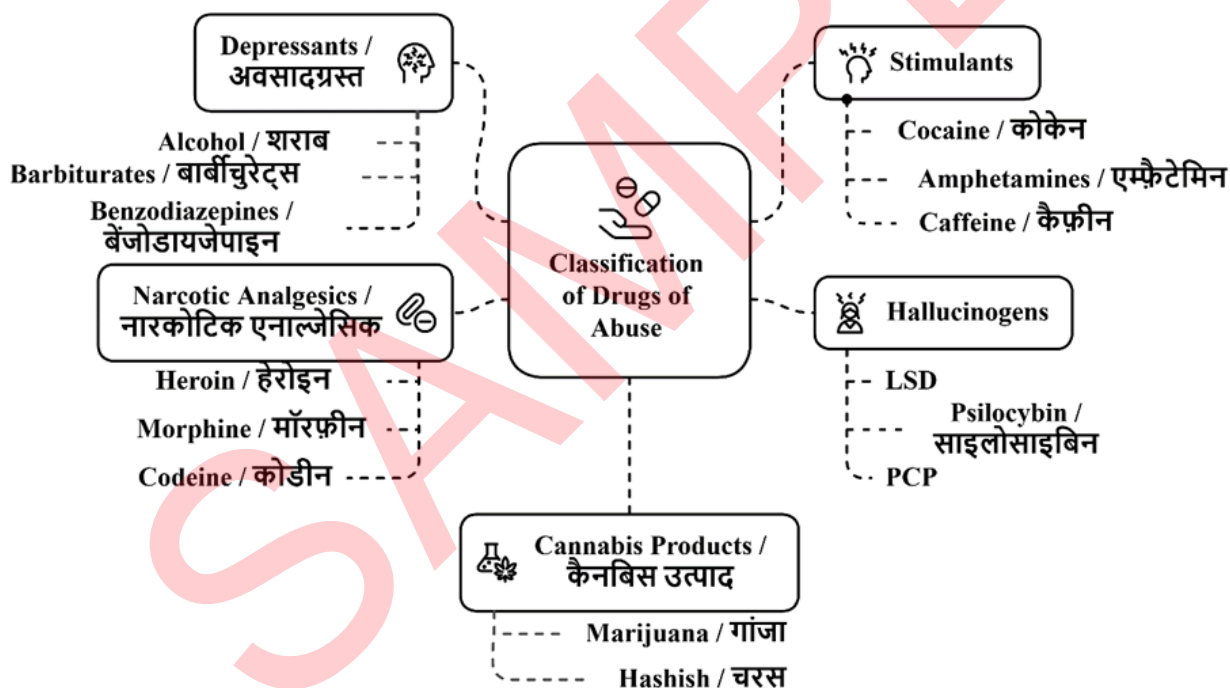 Depressants /
अवसादग्रस्त
Alcohol / शराब
Barbiturates / बार्बीचुरेट्स
Benzodiazepines /
बेंजोडायजेपाइन
Narcotic Analgesics /
नारकोटिक एनाल्जेसिक
Heroin / हेरोइन
Morphine / मॉरफ़ीन
Codeine / कोडीन
Classification
of Drugs of
Abuse
Stimulants
Cocaine / कोकेन
Amphetamines / एम्फ़ैटेमिन
Caffeine / कैफ़ीन
Hallucinogens
LSD
Psilocybin /
साइलोसाइबिन
PCP
Cannabis Products /
कैनबिस उत्पाद
Marijuana / गांजा
Hashish / चरस